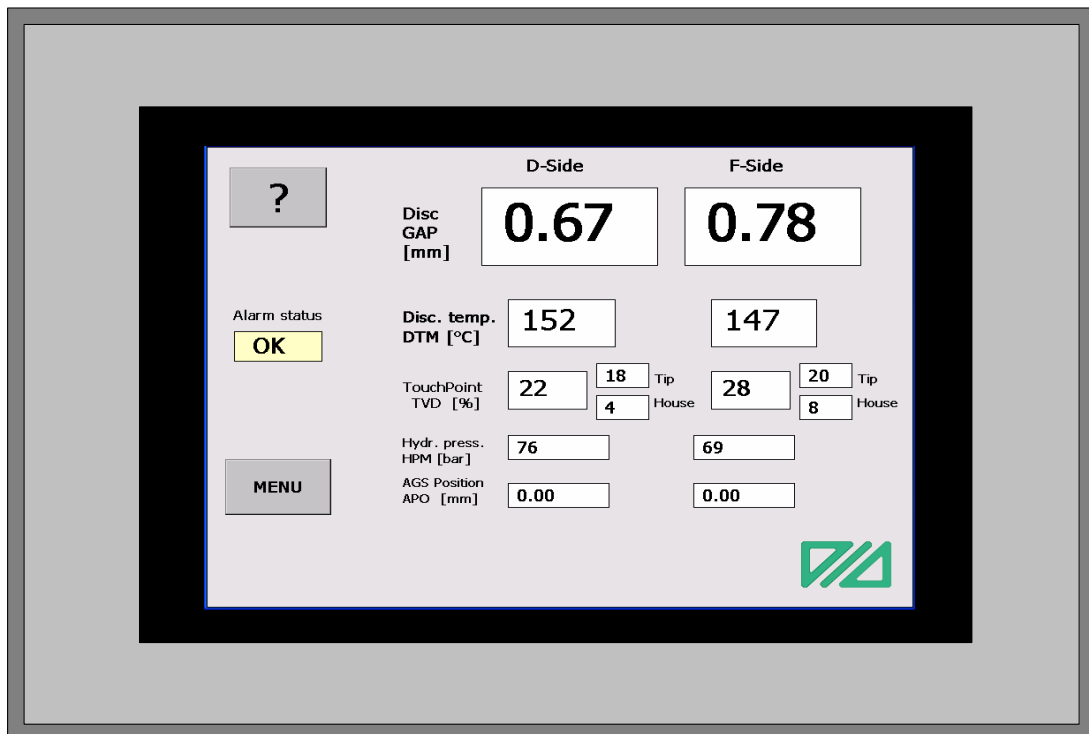 D-Side F-Side
?
Disc
GAP
[mm]
0.67 0.78
Alarm status
OK
Disc. temp.
DTM [°C]
152 147
TouchPoint
TVD [%]
22 18 Tip 28 20 Tip
4 House 8 House
Hydr. press.
HPM [bar]
76 69
MENU
AGS Position
APO [mm]
0.00 0.00